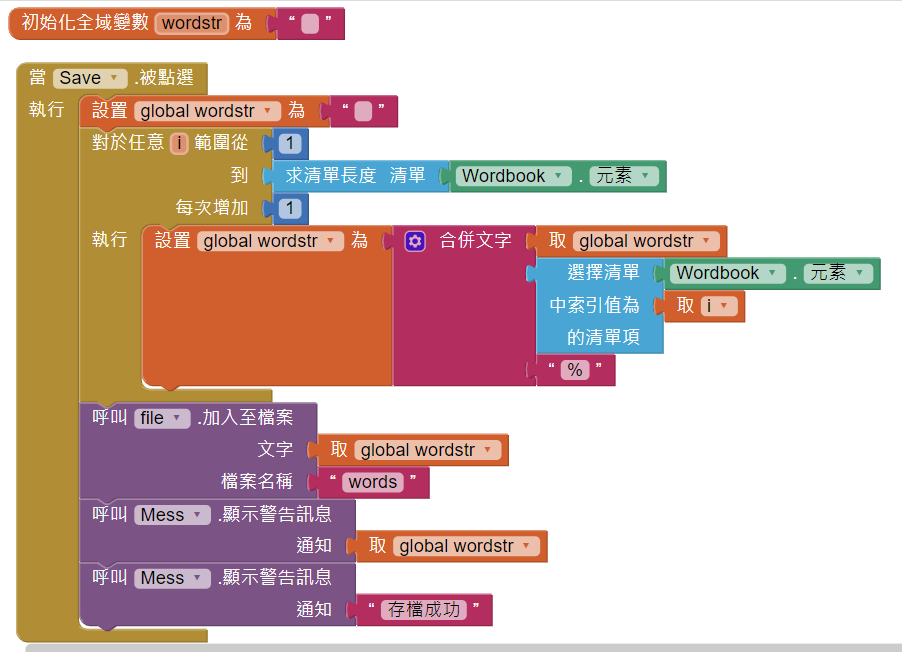 初始化全域變數 wordstr 為 “ ”
當 Save .被點選
執行 設置 global wordstr 為 “ ”
對於任意 i 範圍從 1
到 求清單長度 清單 Wordbook . 元素
每次增加 1
執行 設置 global wordstr 為 合併文字 取 global wordstr
選擇清單 Wordbook . 元素
中索引值為 取 i
的清單項
“ % ”
呼叫 file .加入至檔案
文字 取 global wordstr
檔案名稱 “ words ”
呼叫 Mess .顯示警告訊息
通知 取 global wordstr
呼叫 Mess .顯示警告訊息
通知 “ 存檔成功 ”